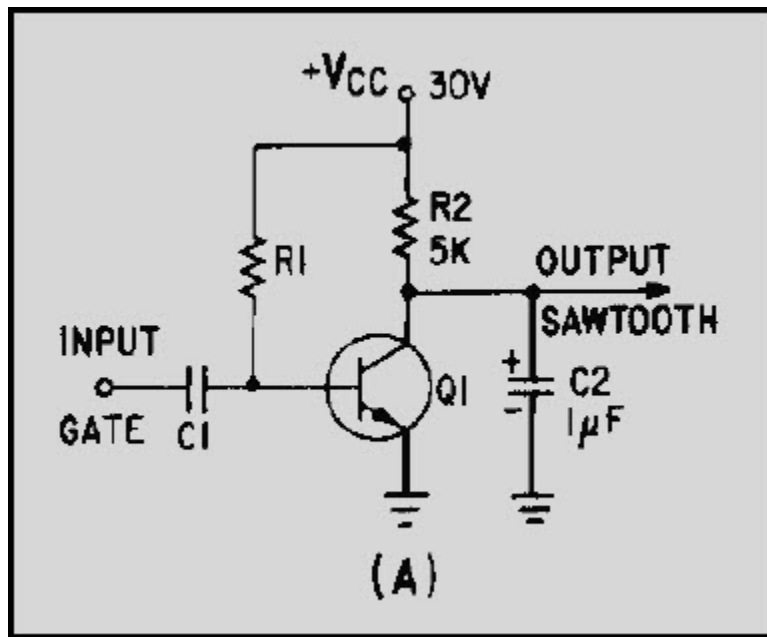 +VCC 30V
R2
5K
R1
OUTPUT
SAWTOOTH
INPUT
GATE
C1
Q1
+
-
C2
1μF
(A)